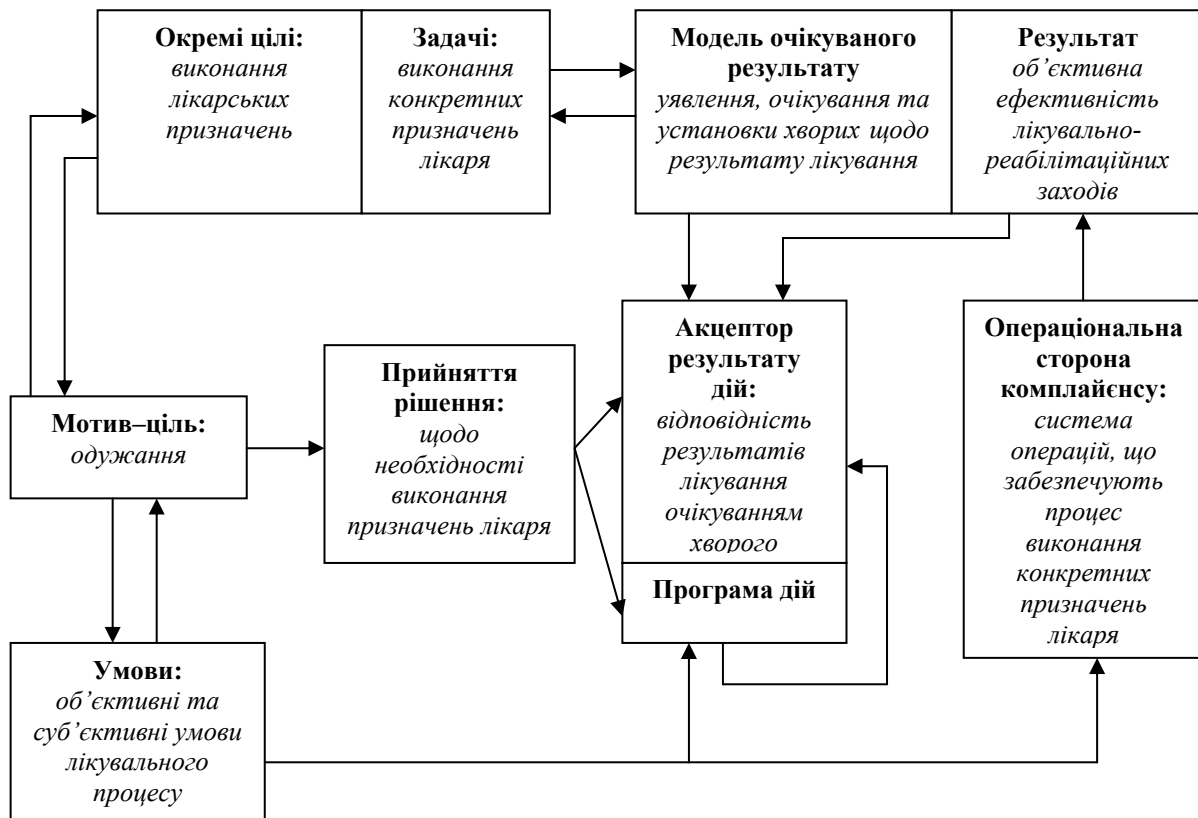 Окремі цілі:
виконання
лікарських
призначень
Задачі:
виконання
конкретних
призначень
лікаря
Модель очікуваного
результату
уявлення, очікування та
установки хворих щодо
результату лікування
Результат
об’єктивна
ефективність
лікувально-
реабілітаційних
заходів
Мотив–ціль:
одужання
Прийняття
рішення:
щодо
необхідності
виконання
призначень лікаря
Акцептор
результату
дій:
відповідність
результатів
лікування
очікуванням
хворого
Програма дій
Операціональна
сторона
комплайєнсу:
система
операцій, що
забезпечують
процес
виконання
конкретних
призначень
лікаря
Умови:
об’єктивні та
суб’єктивні умови
лікувального
процесу